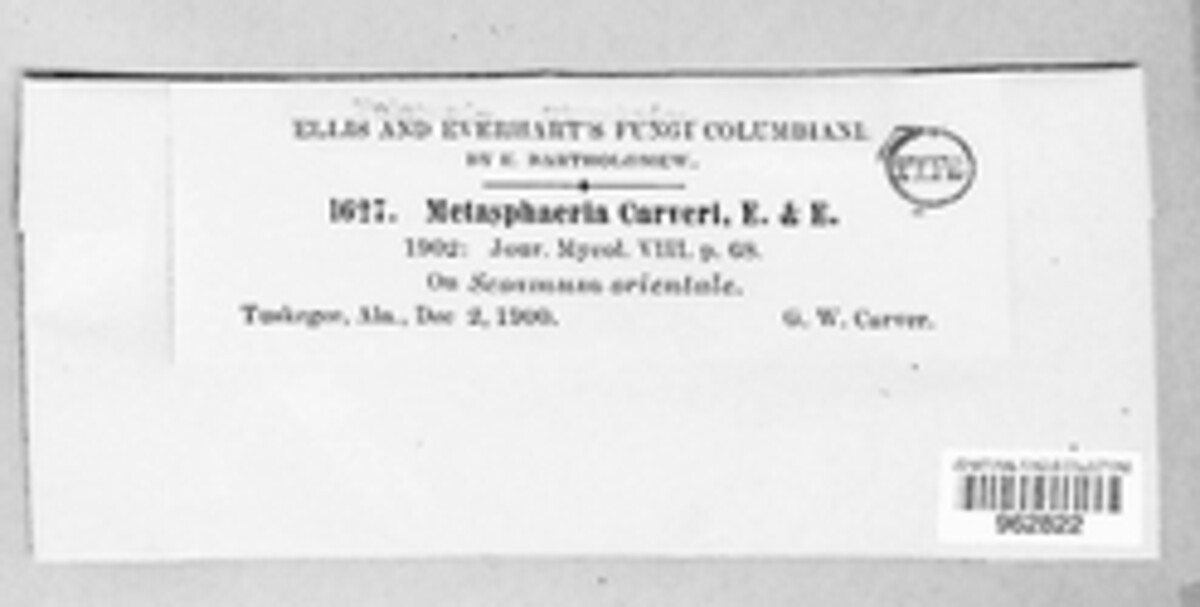 ELLIS AND EVERHART'S FUNGI COLUMBIANI.
BY E. BARTHOLOMEW.
1627. Metasphaeria Carveri, E. & E.
1902: Jour. Mycol. VIII. p. 68.
On Sesamum orientale.
Tuskegee, Ala., Dec 2, 1900.
G. W. Carver.
TYPE
962822